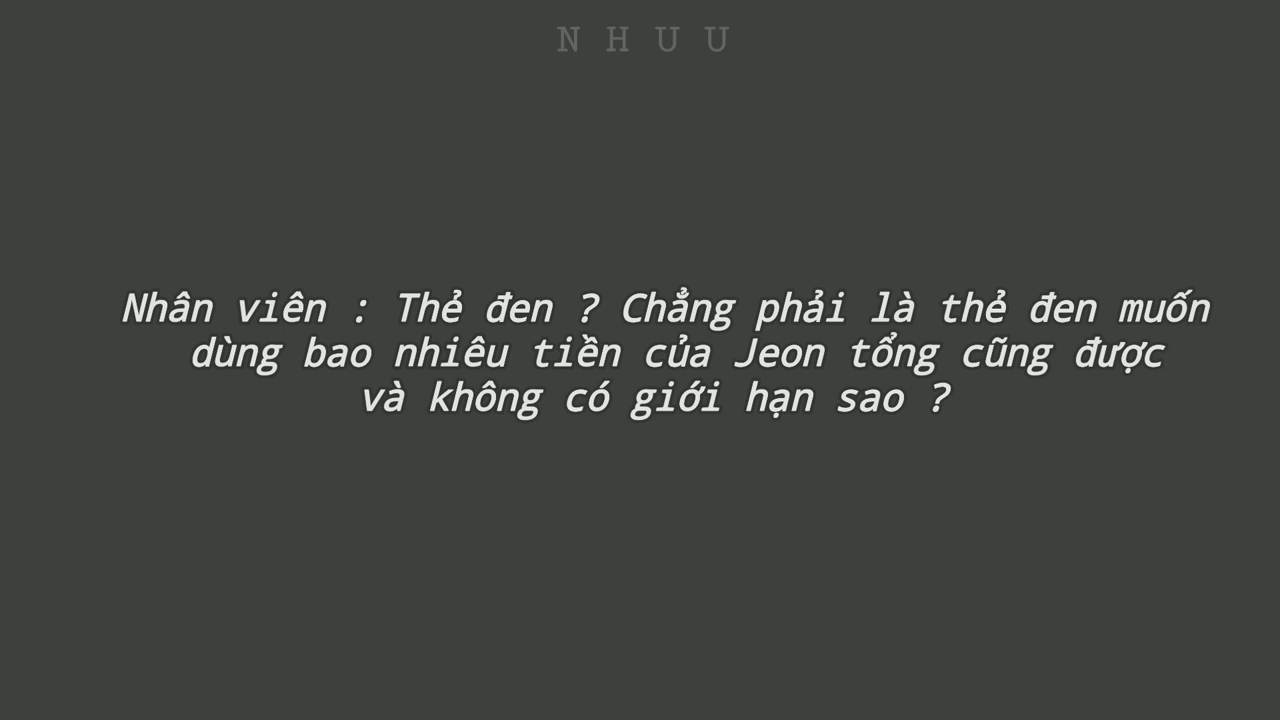 N H U U
Nhân viên : Thẻ đen ? Chẳng phải là thẻ đen muốn
dùng bao nhiêu tiền của Jeon tổng cũng được
và không có giới hạn sao ?